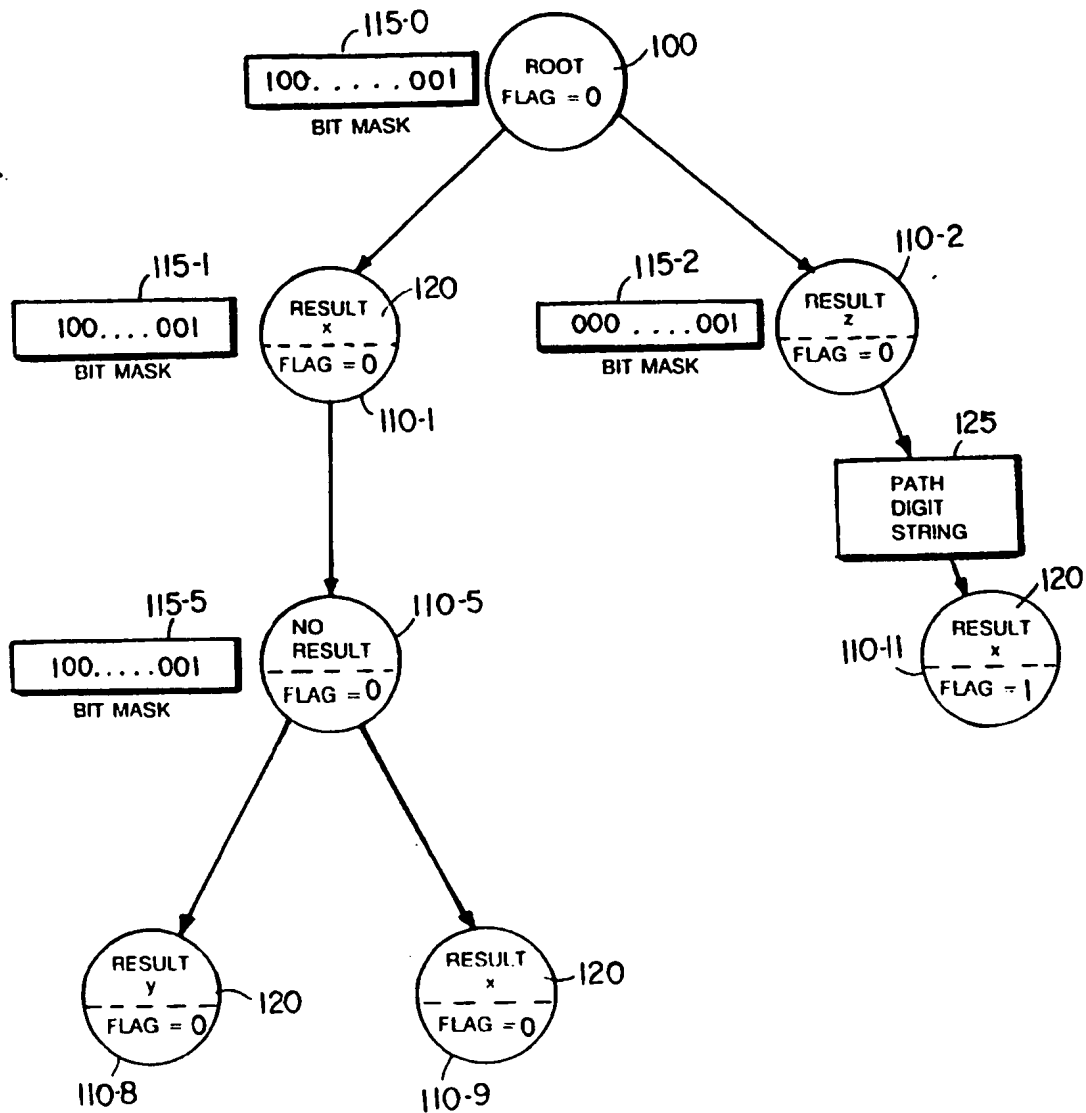 115-0
100
100.....001
ROOT
FLAG = 0
BIT MASK
110-2
115-1
120
115-2
100....001
RESULT
x
FLAG = 0
000....001
RESULT
z
FLAG = 0
BIT MASK
BIT MASK
110-1
125
PATH
DIGIT
STRING
115-5
110-5
120
100.....001
NO
RESULT
FLAG = 0
110-11
RESULT
x
FLAG = 1
BIT MASK
RESULT
y
FLAG = 0
120
RESULT
x
FLAG = 0
120
110-8
110-9